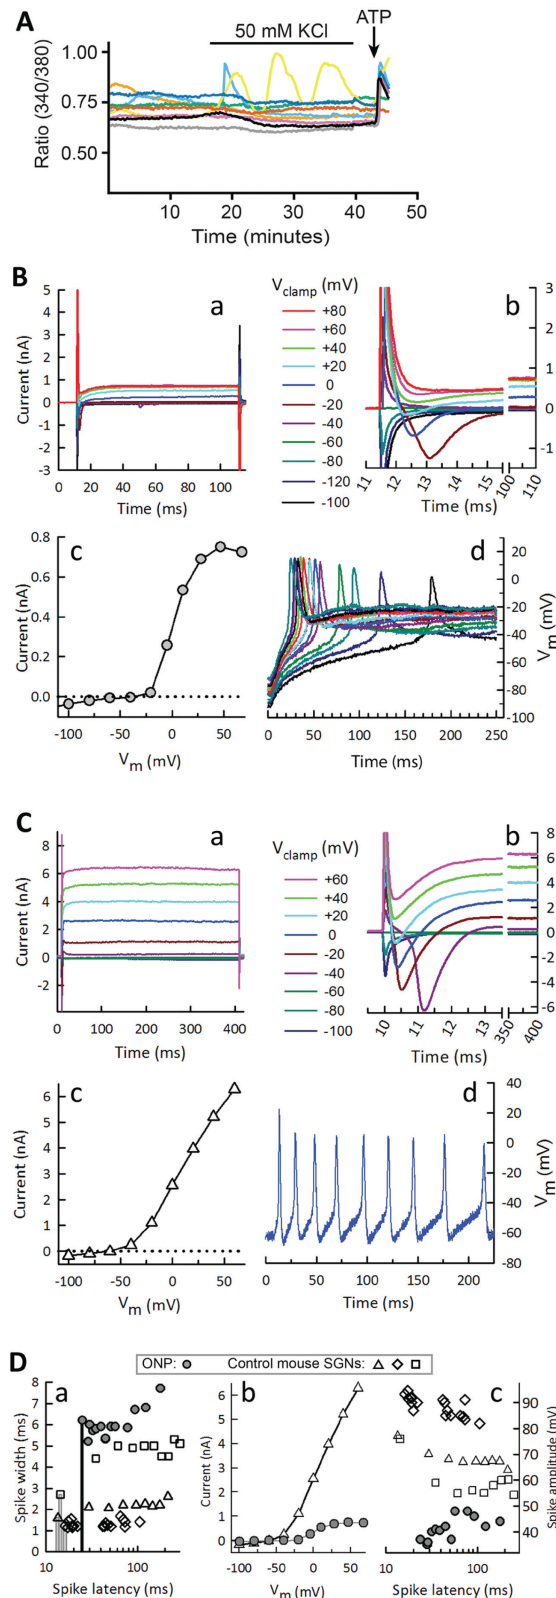 A
50 mM KCl
ATP
Ratio (340/380)
1.00
0.75
0.50
10 20 30 40 50
Time (minutes)
B
a
Current (nA)
5
4
3
2
1
0
-1
-2
-3
0 20 40 60 80 100
Time (ms)
Vclamp (mV)
+80
+60
+40
+20
0
-20
-40
-60
-80
-120
-100
b
3
2
1
0
-1
11 12 13 14 15 100 110
Time (ms)
c
Current (nA)
0.8
0.6
0.4
0.2
0.0
-100 -50 0 50
Vm (mV)
d
20
0
-20
-40
-60
-80
-100
Vm (mV)
0 50 100 150 200 250
Time (ms)
C
a
Current (nA)
8
6
4
2
0
-2
0 100 200 300 400
Time (ms)
Vclamp (mV)
+60
+40
+20
0
-20
-40
-60
-80
-100
b
8
6
4
2
0
-2
-4
-6
10 11 12 13 350 400
Time (ms)
c
Current (nA)
6
5
4
3
2
1
0
-100 -50 0 50
Vm (mV)
d
40
20
0
-20
-40
-60
-80
Vm (mV)
0 50 100 150 200
Time (ms)
D
ONP: Control mouse SGNs:
a
Spike width (ms)
8
7
6
5
4
3
2
1
0
10 100
Spike latency (ms)
b
Current (nA)
6
5
4
3
2
1
0
-100 -50 0 50
Vm (mV)
c
90
80
70
60
50
40
Spike amplitude (mV)
10 100
Spike latency (ms)